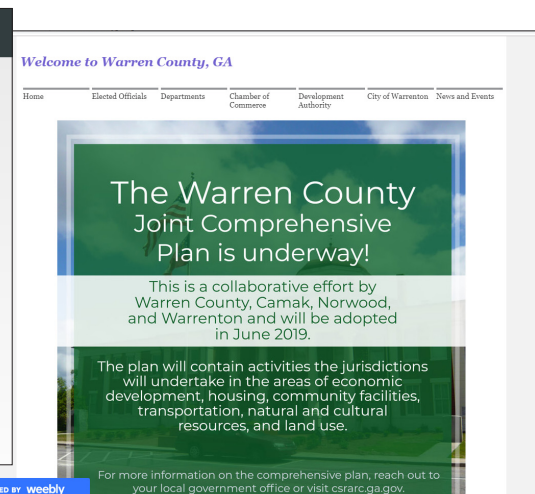 Welcome to Warren County, GA
Home Elected Officials Departments Chamber of Commerce Development Authority City of Warrenton News and Events
The Warren County
Joint Comprehensive
Plan is underway!
This is a collaborative effort by
Warren County, Camak, Norwood,
and Warrenton and will be adopted
in June 2019.
The plan will contain activities the jurisdictions
will undertake in the areas of economic
development, housing, community facilities,
transportation, natural and cultural
resources, and land use.
For more information on the comprehensive plan, reach out to
your local government office or visit csrarc.ga.gov.
BY weebly